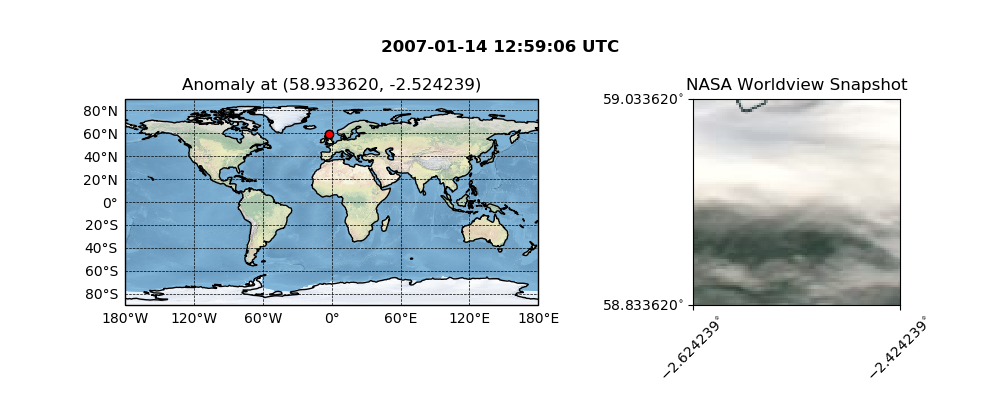 2007-01-14 12:59:06 UTC
Anomaly at (58.933620, -2.524239)
NASA Worldview Snapshot
80°N
60°N
40°N
20°N
0°
20°S
40°S
60°S
80°S
180°W 120°W 60°W 0° 60°E 120°E 180°E
59.033620°
58.833620°
−2.624239°
−2.424239°